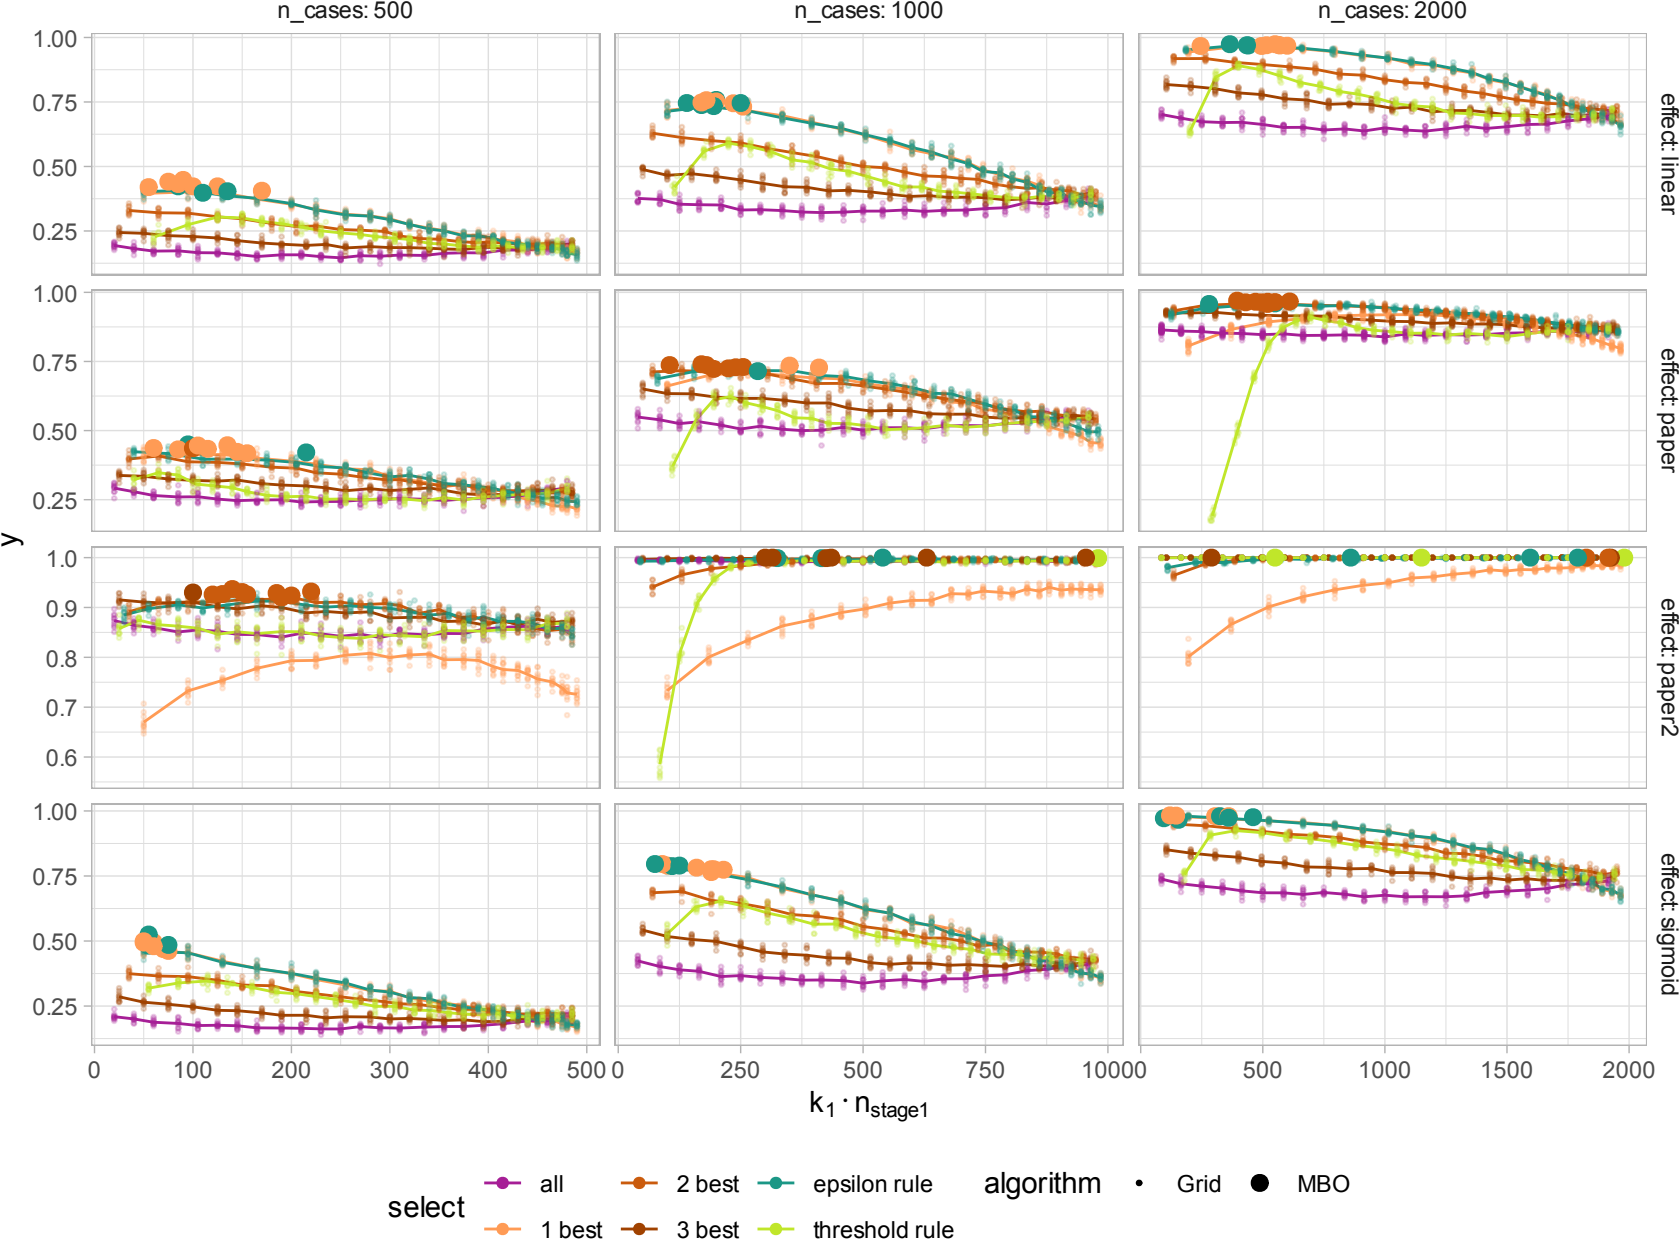 n_cases: 500
n_cases: 1000
n_cases: 2000
1.00
0.75
0.50
0.25
effect: linear
1.00
0.75
0.50
0.25
effect: paper
y
1.0
0.9
0.8
0.7
0.6
effect: paper2
1.00
0.75
0.50
0.25
effect: sigmoid
0 100 200 300 400 500
0 250 500 750 1000
0 500 1000 1500 2000
k1 · nstage1
select
all
2 best
epsilon rule
1 best
3 best
threshold rule
algorithm
Grid
MBO